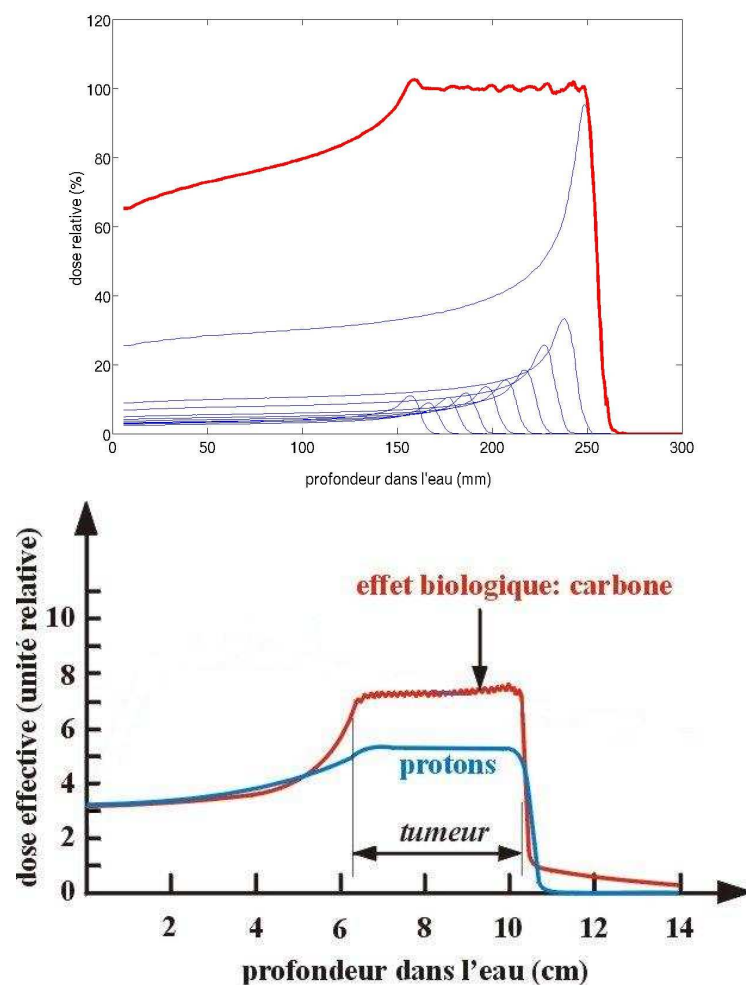 120
100
80
60
40
20
0
dose relative (%)
0 50 100 150 200 250 300
profondeur dans l'eau (mm)
dose effective (unité relative)
10
8
6
4
2
0
effet biologique: carbone
protons
tumeur
2 4 6 8 10 12 14
profondeur dans l'eau (cm)